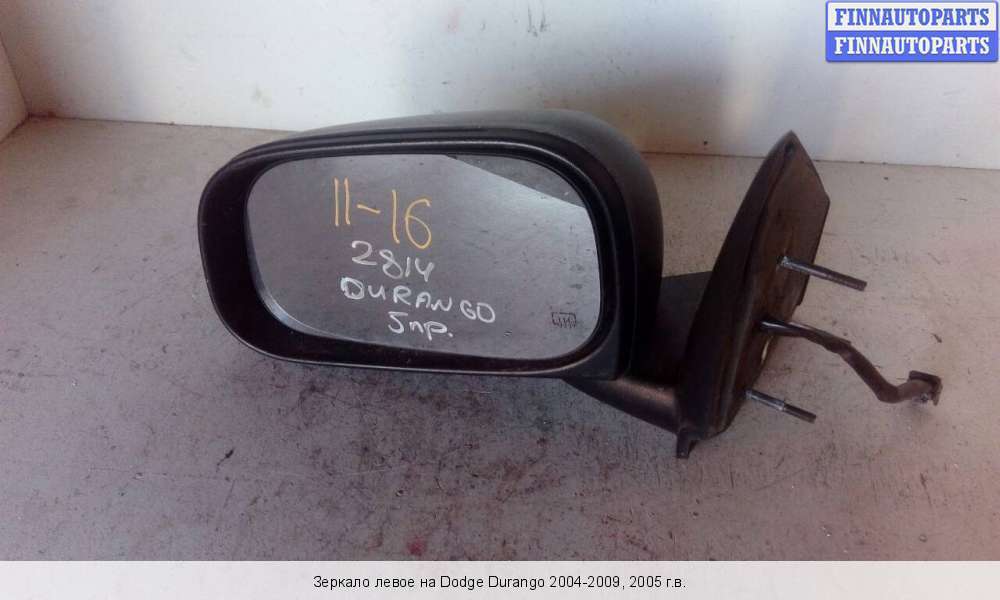 FINNAUTOPARTS
FINNAUTOPARTS
11-16
2814
DURANGO
5пр.
Зеркало левое на Dodge Durango 2004-2009, 2005 г.в.